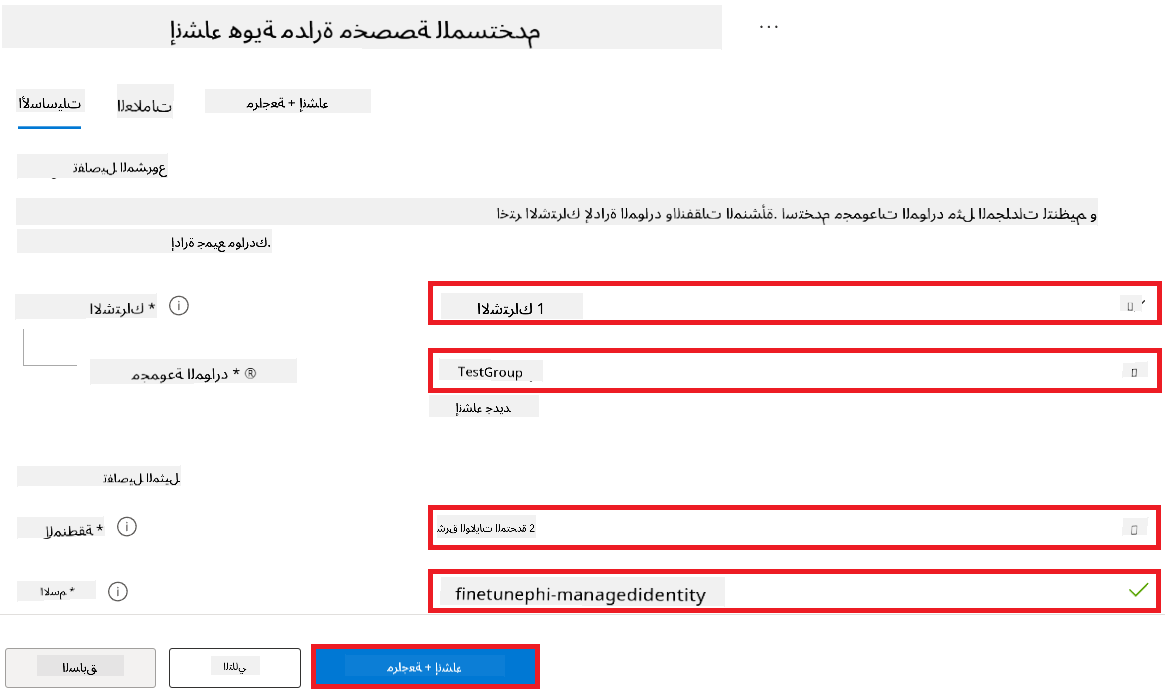 إنشاء هوية مدارة مخصصة المستخدم ...
الأساسيات العلامات مراجعة + إنشاء
تفاصيل المشروع
اختر الاشتراك لإدارة الموارد والنفقات المنشأة. استخدم مجموعات الموارد مثل المجلدات لتنظيم و
إدارة جميع مواردك.
الاشتراك * الاشتراك 1
مجموعة الموارد * ® TestGroup
إنشاء جديد
تفاصيل المثيل
المنطقة * شرق الولايات المتحدة 2
الاسم * finetunephi-managedidentity
السابق التالي مراجعة + إنشاء